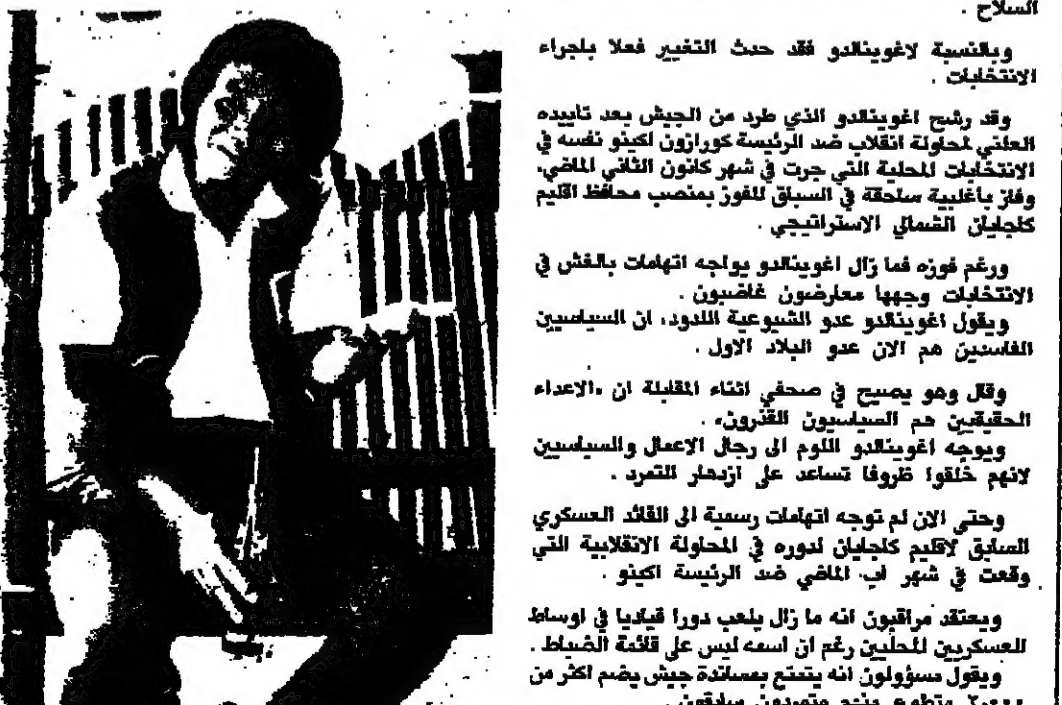 السلاح .
وبالنسبة لاغوينالدو فقد حدث التغيير فعلا باجراء
الانتخابات .
وقد رشح اغوينالدو الذي طرد من الجيش بعد تاييده
العلني لمحاولة انقلاب ضد الرئيسة كورازون اكينو نفسه في
الانتخابات المحلية التي جرت في شهر كانون الثاني الماضي،
وفاز بأغلبية ساحقة في السباق للفوز بمنصب محافظ اقليم
كاجايان الشمالي الاستراتيجي .
ورغم فوزه فما زال اغوينالدو يواجه اتهامات بالغش في
الانتخابات وجهها معارضون غاضبون .
ويقول اغوينالدو عدو الشيوعية اللدود، ان السياسيين
الفاسدين هم الان عدو البلاد الاول .
وقال وهو يصيح في صحفي اثناء المقابلة ان «الاعداء
الحقيقيين هم السياسيون القذرون» .
ويوجه اغوينالدو اللوم الى رجال الاعمال والسياسيين
لانهم خلقوا ظروفا تساعد على ازدهار التمرد .
وحتى الان لم توجه اتهامات رسمية الى القائد العسكري
السابق لاقليم كاجايان لدوره في المحاولة الانقلابية التي
وقعت في شهر اب الماضي ضد الرئيسة اكينو .
ويعتقد مراقبون انه ما زال يلعب دورا قياديا في اوساط
العسكريين المحليين رغم ان اسمه ليس على قائمة الضباط .
ويقول مسؤولون انه يتمتع بمساندة جيش يضم اكثر من
متطوع بينهم متمردون سابقون .